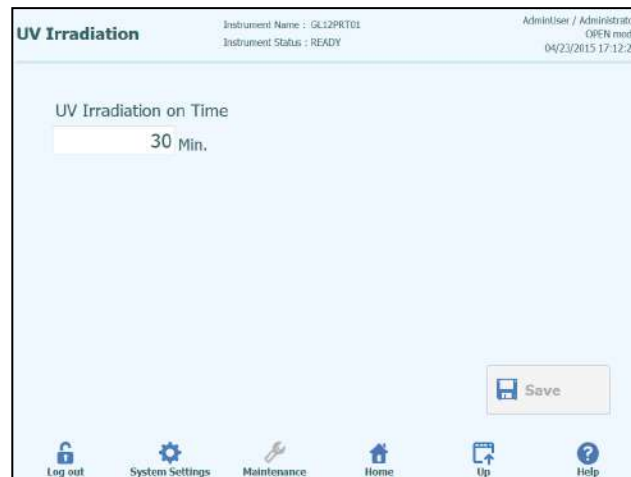 UV Irradiation
Instrument Name : GL12PRT01
Instrument Status : READY
AdminUser / Administrato
OPEN mod
04/23/2015 17:12:2
UV Irradiation on Time
30 Min.
Save
Log out System Settings Maintenance Home Up Help